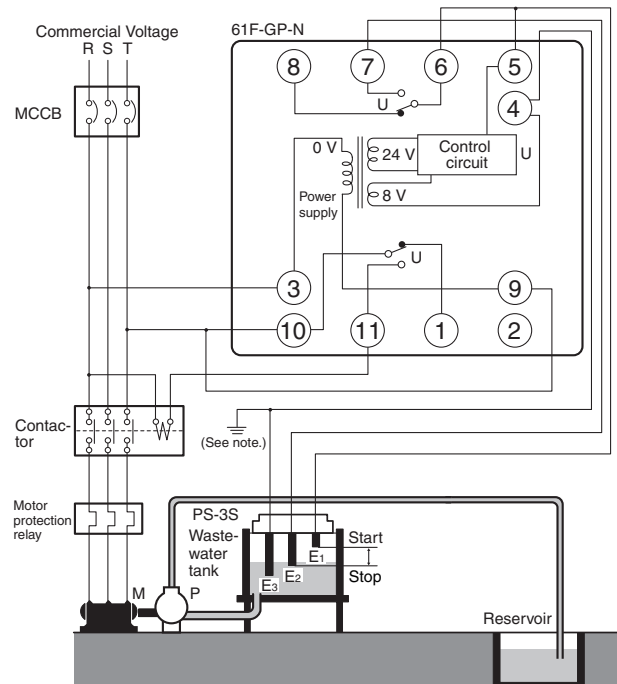 Commercial Voltage
R S T
MCCB
61F-GP-N
8
7
6
5
4
U
0 V
24 V
Control
circuit
U
8 V
Power
supply
U
3
9
10
11
1
2
Contac-
tor
(See note.)
Motor
protection
relay
PS-3S
Waste-
water
tank
Start
E1
E2
Stop
E3
M
P
Reservoir